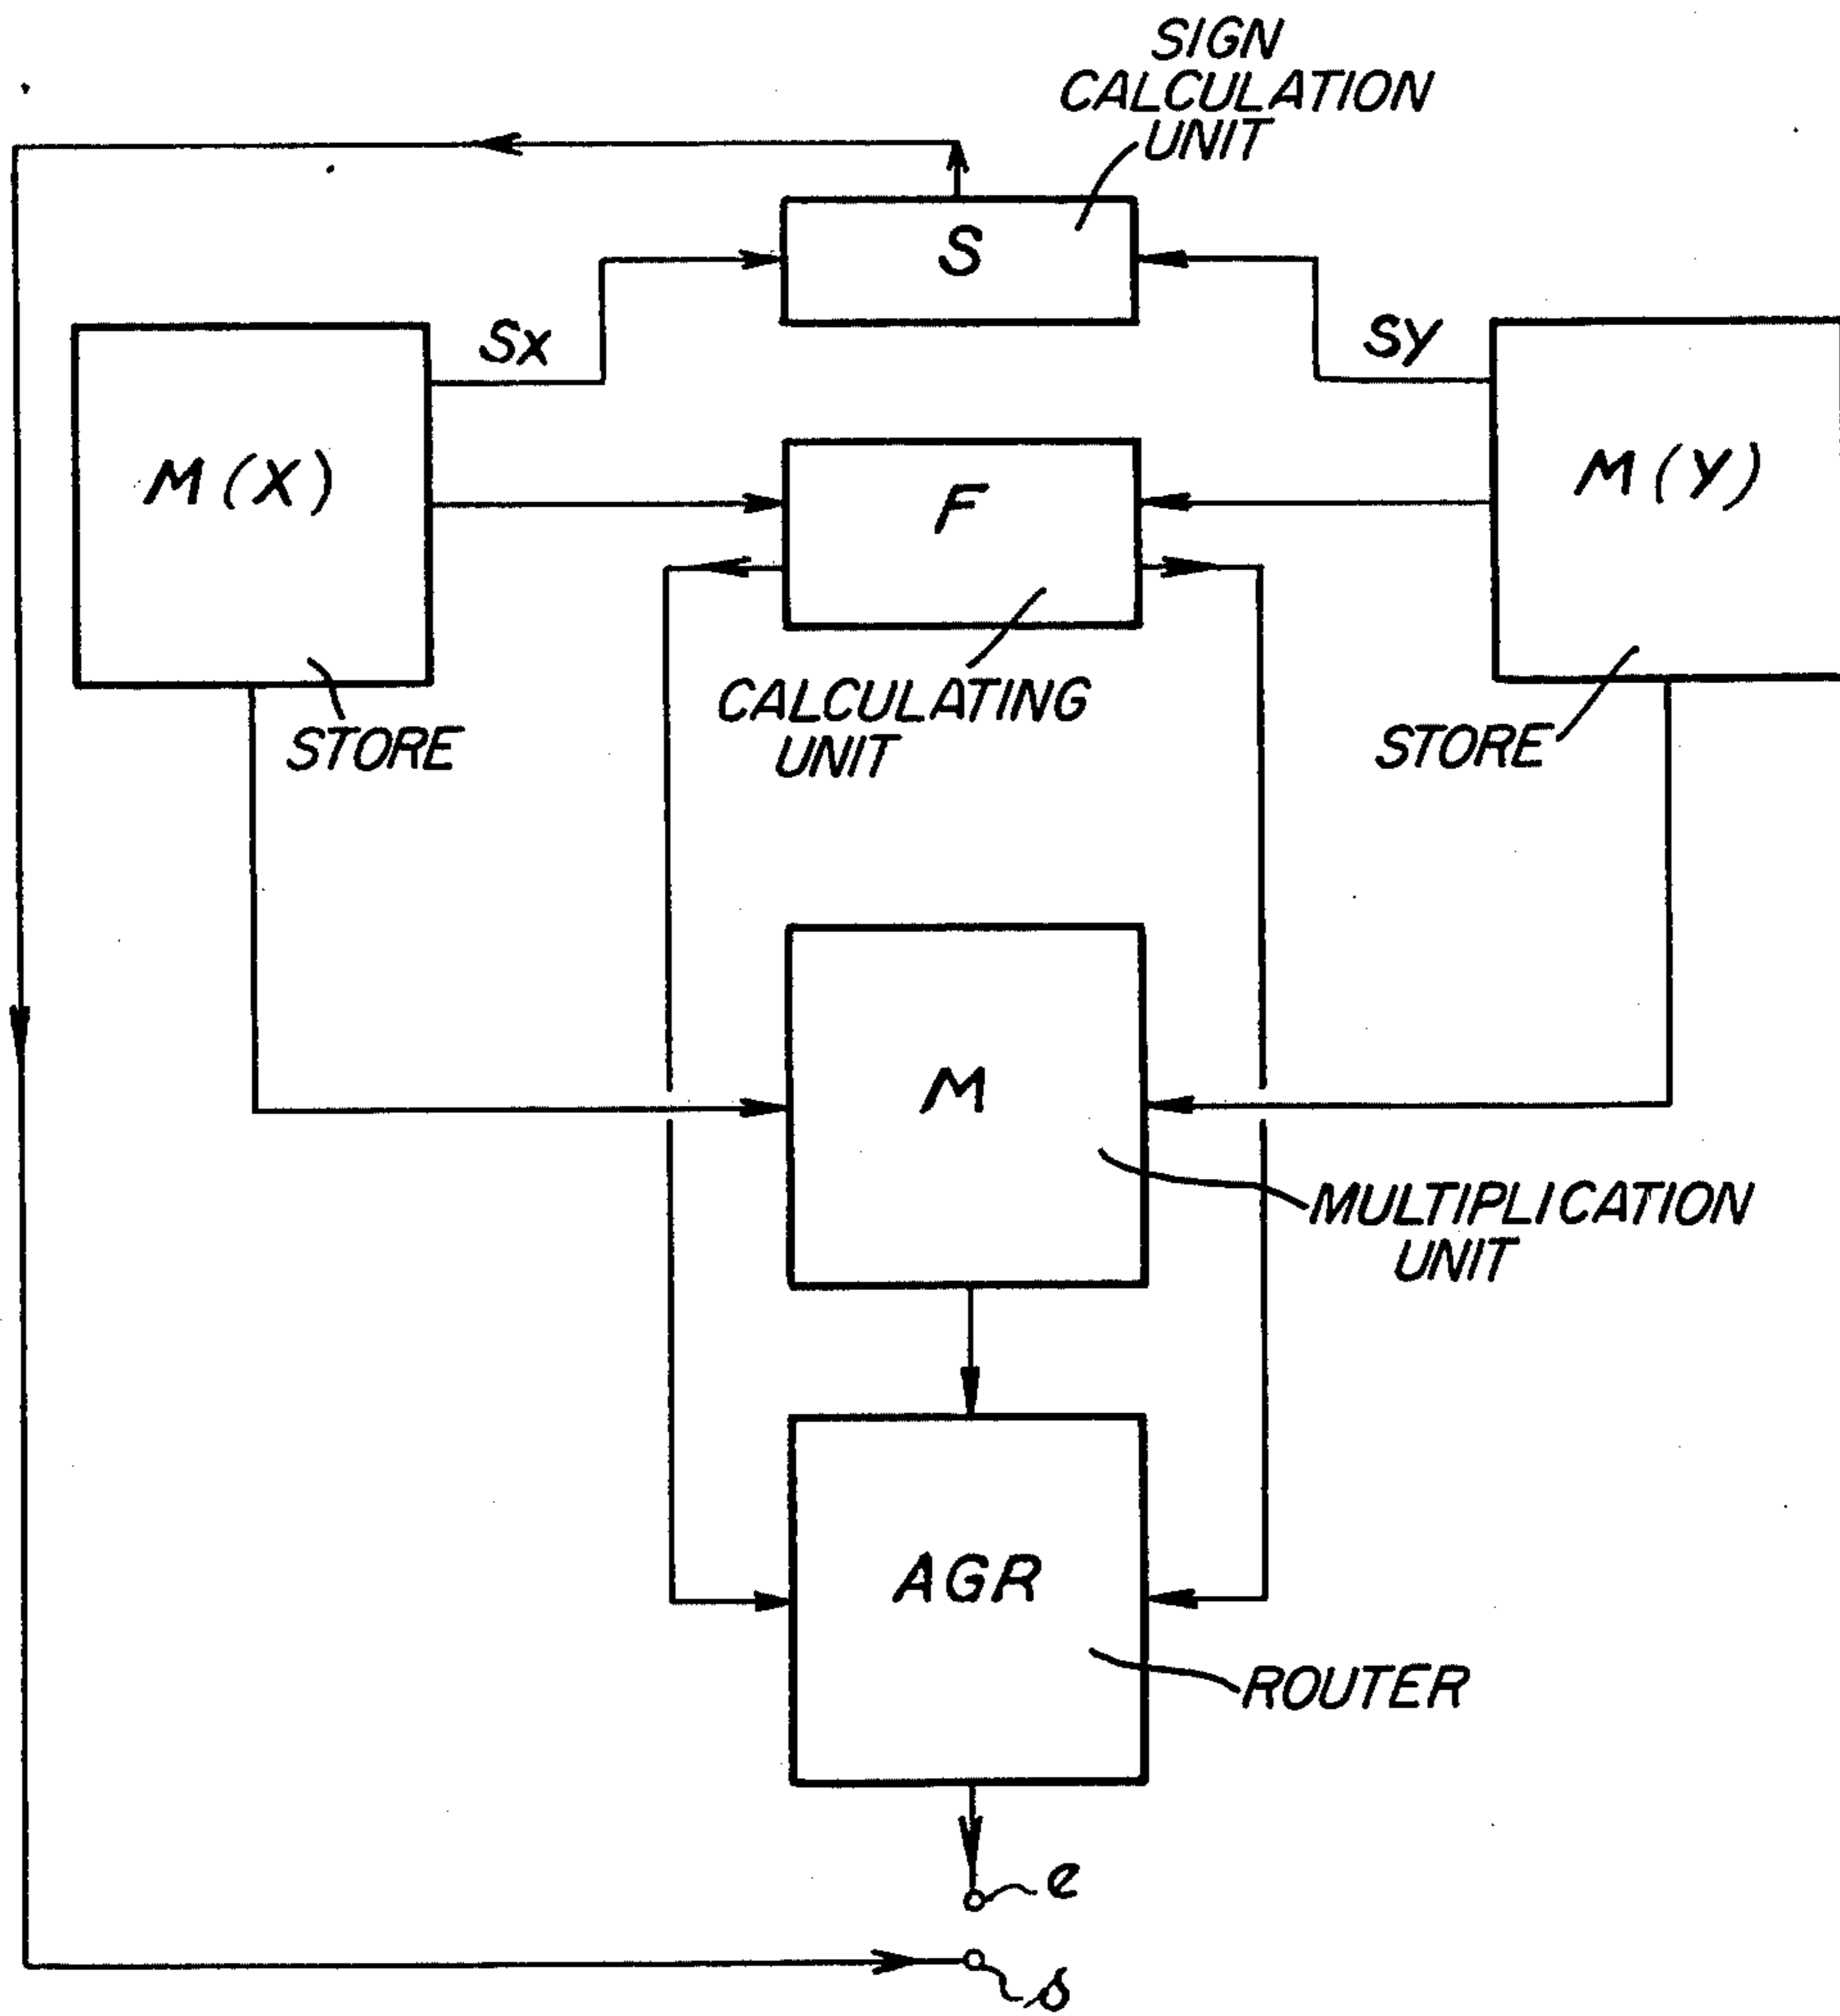 SIGN
CALCULATION
UNIT
S
Sx
Sy
M(X)
F
M(Y)
CALCULATING
UNIT
STORE
STORE
M
MULTIPLICATION
UNIT
AGR
ROUTER
e